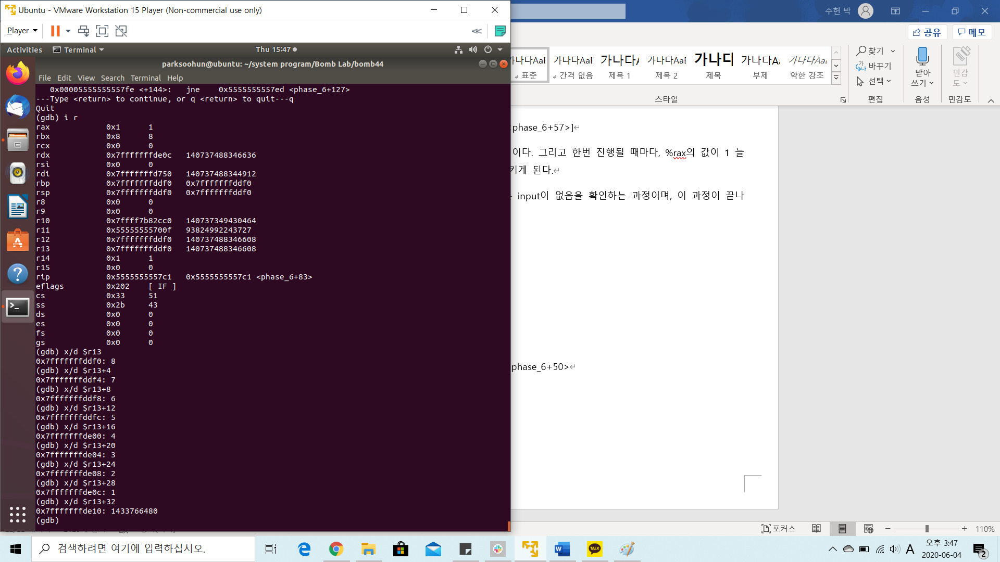 Ubuntu - VMware Workstation 15 Player (Non-commercial use only)
Player
Activities Terminal Thu 15:47
parksoohun@ubuntu: ~/system program/Bomb Lab/bomb44
File Edit View Search Terminal Help
0x00005555555557fe <+144>: jne 0x5555555557ed <phase_6+127>
---Type <return> to continue, or q <return> to quit---q
Quit
(gdb) i r
rax 0x1 1
rbx 0x8 8
rcx 0x0 0
rdx 0x7fffffffde0c 140737488346636
rsi 0x0 0
rdi 0x7fffffffd750 140737488344912
rbp 0x7fffffffddf0 0x7fffffffddf0
rsp 0x7fffffffddf0 0x7fffffffddf0
r8 0x0 0
r9 0x0 0
r10 0x7ffff7b82cc0 140737349430464
r11 0x55555555700f 93824992243727
r12 0x7fffffffddf0 140737488346608
r13 0x7fffffffddf0 140737488346608
r14 0x1 1
r15 0x0 0
rip 0x5555555557c1 0x5555555557c1 <phase_6+83>
eflags 0x202 [ IF ]
cs 0x33 51
ss 0x2b 43
ds 0x0 0
es 0x0 0
fs 0x0 0
gs 0x0 0
(gdb) x/d $r13
0x7fffffffddf0: 8
(gdb) x/d $r13+4
0x7fffffffddf4: 7
(gdb) x/d $r13+8
0x7fffffffddf8: 6
(gdb) x/d $r13+12
0x7fffffffddfc: 5
(gdb) x/d $r13+16
0x7fffffffde00: 4
(gdb) x/d $r13+20
0x7fffffffde04: 3
(gdb) x/d $r13+24
0x7fffffffde08: 2
(gdb) x/d $r13+28
0x7fffffffde0c: 1
(gdb) x/d $r13+32
0x7fffffffde10: 1433766480
(gdb)
수헌 박
공유 메모
가나다AaB 가나다AaB 가나다A 가나다AaB 가나다 가나다A 가나다Aa
표준 간격 없음 제목 1 제목 2 제목 부제 약한 강조
스타일
찾기
바꾸기
선택
편집
받아
쓰기
음성
민감
도
민감도
phase_6+57>]
이다. 그리고 한번 진행될 때마다, %rax의 값이 1 늘
키게 된다.
input이 없음을 확인하는 과정이며, 이 과정이 끝나
phase_6+50>
포커스 110%
검색하려면 여기에 입력하십시오.
TALK
A
오후 3:47
2020-06-04
2